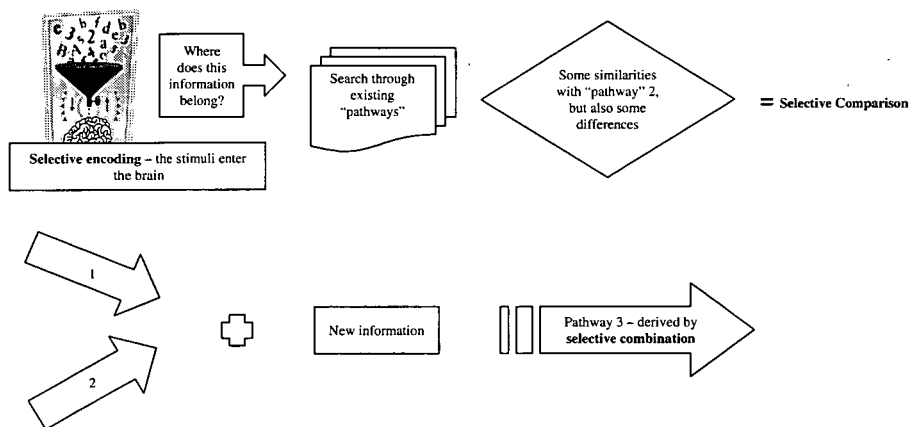 Where
does this
information
belong?
Search through
existing
"pathways"
Some similarities
with "pathway" 2,
but also some
differences
= Selective Comparison
Selective encoding – the stimuli enter
the brain
1
2
New information
Pathway 3 – derived by
selective combination